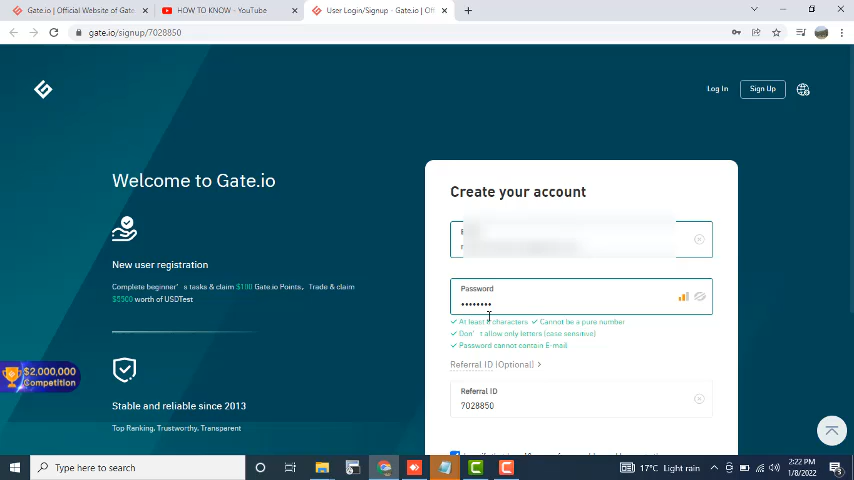 Gate.io | Official Website of Gate.
HOW TO KNOW - YouTube
User Login/Signup - Gate.io | Offi
gate.io/signup/7028850
Log In
Sign Up
Welcome to Gate.io
New user registration
Complete beginner's tasks & claim $100 Gate.io Points, Trade & claim
$5500 worth of USDTest
$2,000,000
Competition
Stable and reliable since 2013
Top Ranking, Trustworthy, Transparent
Create your account
Password
••••••••
At least 8 characters Cannot be a pure number
Don't allow only letters (case sensitive)
Password cannot contain E-mail
Referral ID (Optional)
Referral ID
7028850
Type here to search
17°C Light rain
2:22 PM
1/8/2022
3